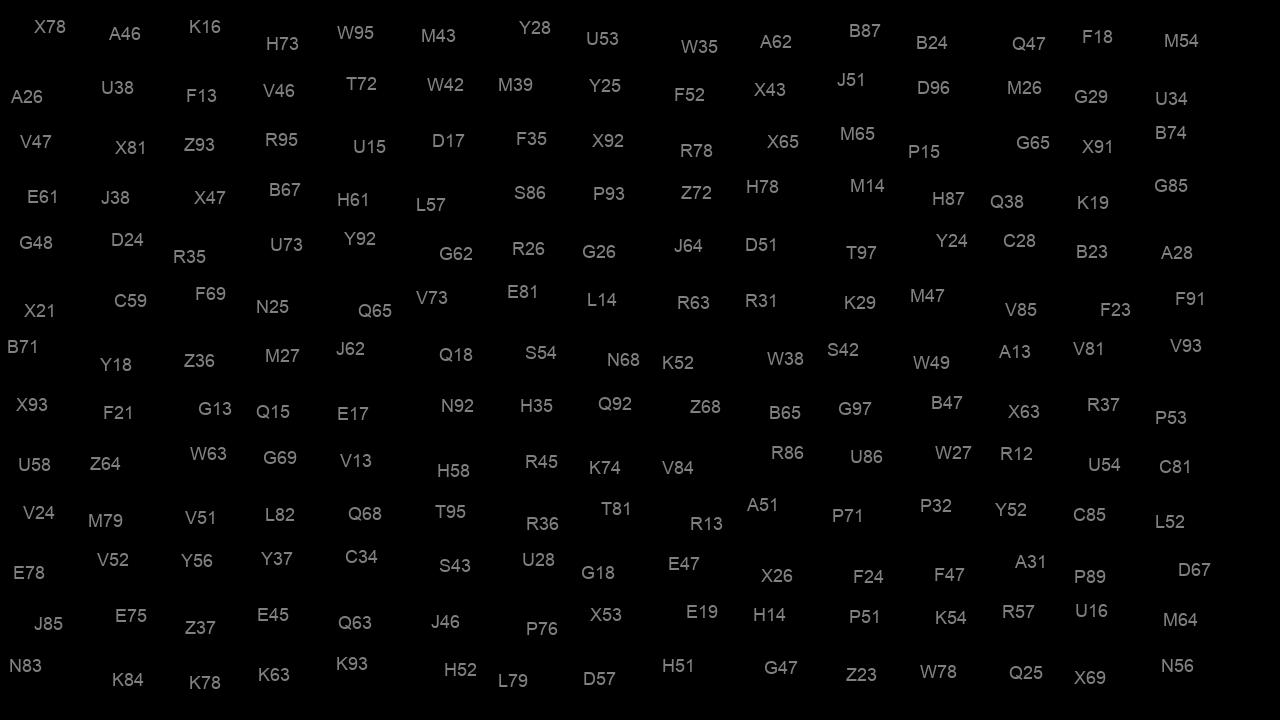 X78 A46 K16 H73 W95 M43 Y28 U53 W35 A62 B87 B24 Q47 F18 M54
A26 U38 F13 V46 T72 W42 M39 Y25 F52 X43 J51 D96 M26 G29 U34
V47 X81 Z93 R95 U15 D17 F35 X92 R78 X65 M65 P15 G65 X91 B74
E61 J38 X47 B67 H61 L57 S86 P93 Z72 H78 M14 H87 Q38 K19 G85
G48 D24 R35 U73 Y92 G62 R26 G26 J64 D51 T97 Y24 C28 B23 A28
X21 C59 F69 N25 Q65 V73 E81 L14 R63 R31 K29 M47 V85 F23 F91
B71 Y18 Z36 M27 J62 Q18 S54 N68 K52 W38 S42 W49 A13 V81 V93
X93 F21 G13 Q15 E17 N92 H35 Q92 Z68 B65 G97 B47 X63 R37 P53
U58 Z64 W63 G69 V13 H58 R45 K74 V84 R86 U86 W27 R12 U54 C81
V24 M79 V51 L82 Q68 T95 R36 T81 R13 A51 P71 P32 Y52 C85 L52
E78 V52 Y56 Y37 C34 S43 U28 G18 E47 X26 F24 F47 A31 P89 D67
J85 E75 Z37 E45 Q63 J46 P76 X53 E19 H14 P51 K54 R57 U16 M64
N83 K84 K78 K63 K93 H52 L79 D57 H51 G47 Z23 W78 Q25 X69 N56